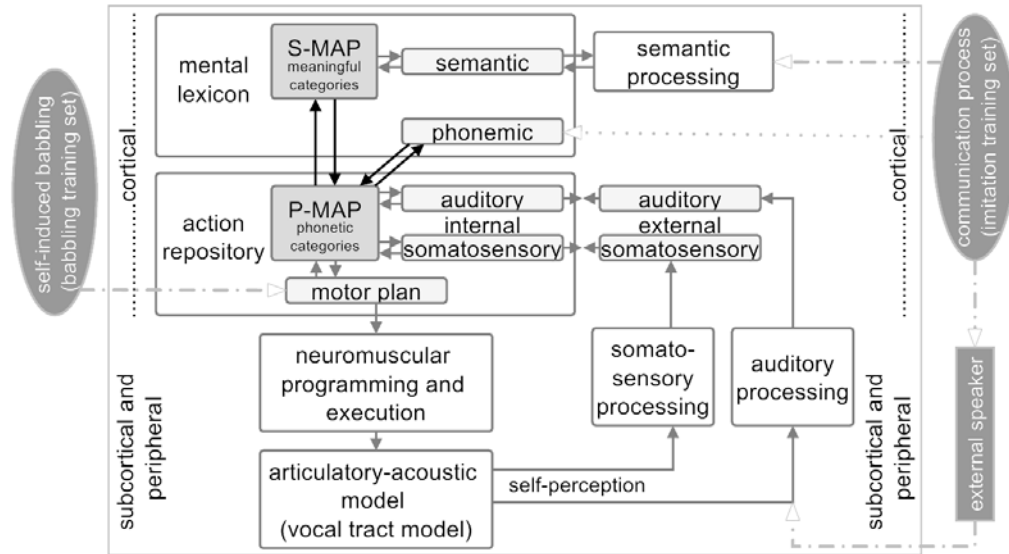 self-induced babbling
(babbling training set)
cortical
subcortical and
peripheral
mental
lexicon
S-MAP
meaningful
categories
semantic
semantic
processing
phonemic
action
repository
P-MAP
phonetic
categories
auditory
auditory
internal
external
somatosensory
somatosensory
motor plan
neuromuscular
programming and
execution
somato-
sensory
processing
auditory
processing
articulatory-acoustic
model
(vocal tract model)
self-perception
cortical
subcortical and
peripheral
communication process
(imitation training set)
external speaker